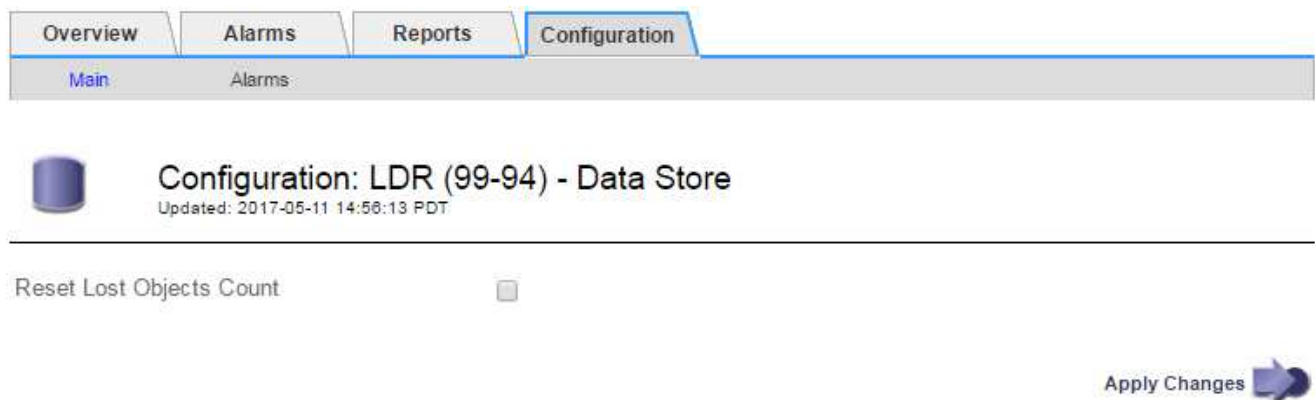 Overview Alarms Reports Configuration
Main Alarms
Configuration: LDR (99-94) - Data Store
Updated: 2017-05-11 14:56:13 PDT
Reset Lost Objects Count
Apply Changes